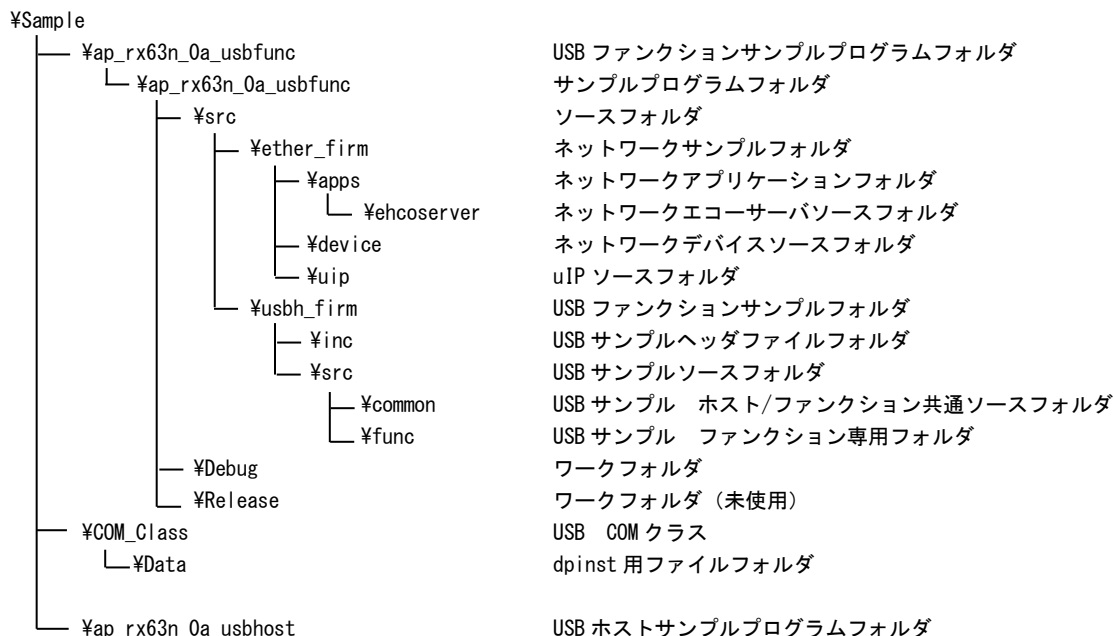 ¥Sample
¥ap_rx63n_0a_usbfunc USB ファンクションサンプルプログラムフォルダ
¥ap_rx63n_0a_usbfunc サンプルプログラムフォルダ
¥src ソースフォルダ
¥ether_firm ネットワークサンプルフォルダ
¥apps ネットワークアプリケーションフォルダ
¥ehcoserver ネットワークエコーサーバソースフォルダ
¥device ネットワークデバイスソースフォルダ
¥uip uIP ソースフォルダ
¥usbh_firm USB ファンクションサンプルフォルダ
¥inc USB サンプルヘッダファイルフォルダ
¥src USB サンプルソースフォルダ
¥common USB サンプル　ホスト/ファンクション共通ソースフォルダ
¥func USB サンプル　ファンクション専用フォルダ
¥Debug ワークフォルダ
¥Release ワークフォルダ（未使用）
¥COM_Class USB　COM クラス
¥Data dpinst 用ファイルフォルダ
¥ap_rx63n_0a_usbhost USB ホストサンプルプログラムフォルダ